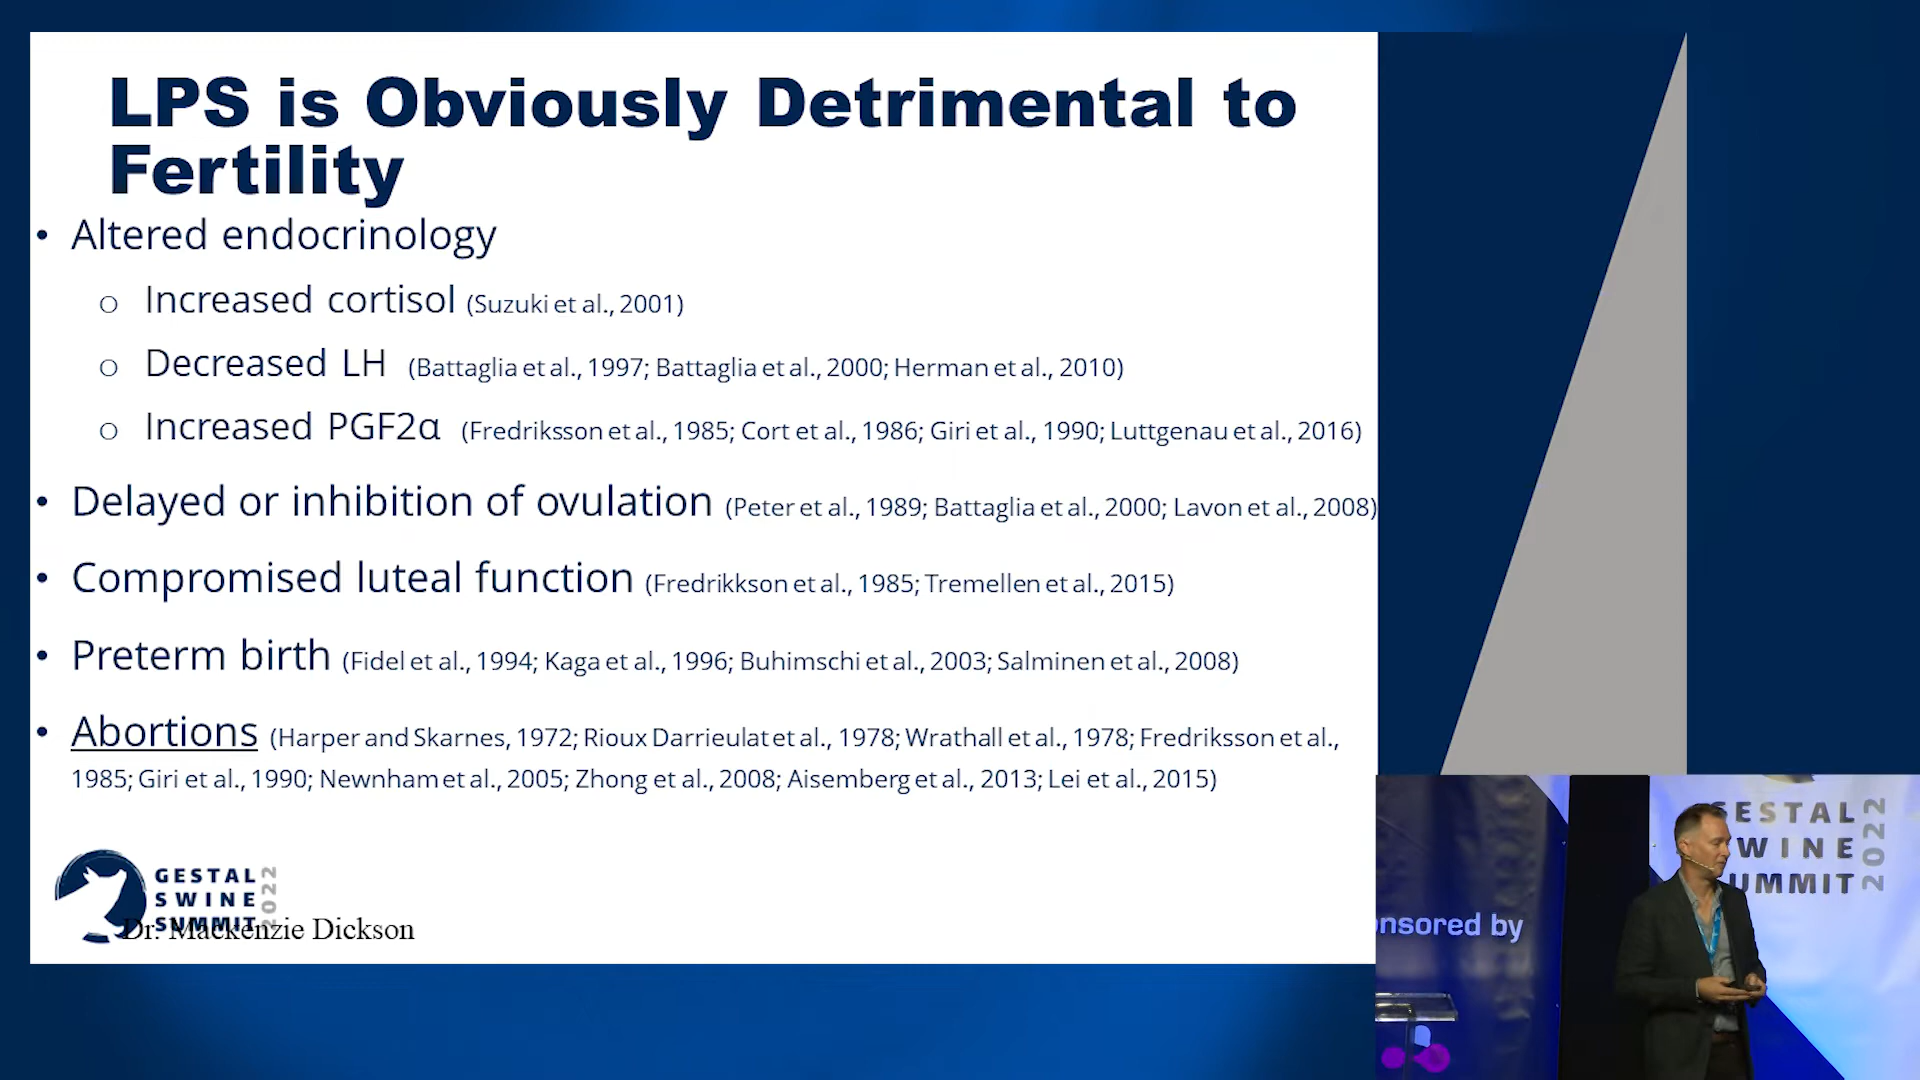 LPS is Obviously Detrimental to
Fertility
• Altered endocrinology
o Increased cortisol (Suzuki et al., 2001)
o Decreased LH (Battaglia et al., 1997; Battaglia et al., 2000; Herman et al., 2010)
o Increased PGF2α (Fredriksson et al., 1985; Cort et al., 1986; Giri et al., 1990; Luttgenau et al., 2016)
• Delayed or inhibition of ovulation (Peter et al., 1989; Battaglia et al., 2000; Lavon et al., 2008)
• Compromised luteal function (Fredrikkson et al., 1985; Tremellen et al., 2015)
• Preterm birth (Fidel et al., 1994; Kaga et al., 1996; Buhimschi et al., 2003; Salminen et al., 2008)
• Abortions (Harper and Skarnes, 1972; Rioux Darrieulat et al., 1978; Wrathall et al., 1978; Fredriksson et al.,
1985; Giri et al., 1990; Newnham et al., 2005; Zhong et al., 2008; Aisemberg et al., 2013; Lei et al., 2015)
GESTAL
SWINE
SUMMIT
2022
Dr. Mackenzie Dickson
ESTAL
WINE
UMMIT
2022
nsored by